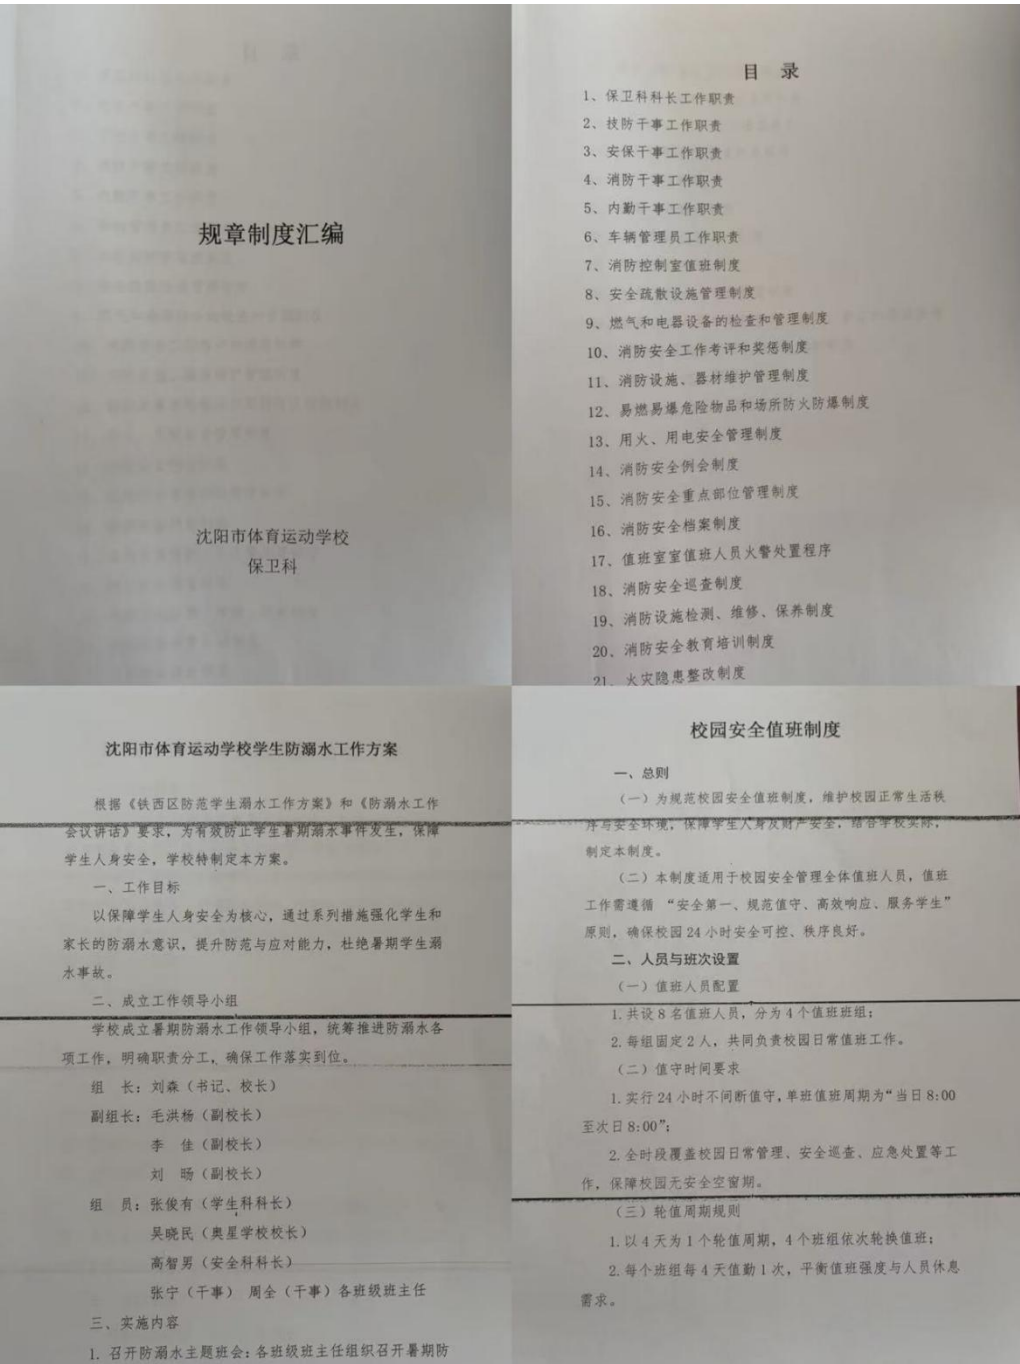 规章制度汇编
沈阳市体育运动学校
保卫科
目 录
1、保卫科科长工作职责
2、技防干事工作职责
3、安保干事工作职责
4、消防干事工作职责
5、内勤干事工作职责
6、车辆管理员工作职责
7、消防控制室值班制度
8、安全疏散设施管理制度
9、燃气和电器设备的检查和管理制度
10、消防安全工作考评和奖惩制度
11、消防设施、器材维护管理制度
12、易燃易爆危险物品和场所防火防爆制度
13、用火、用电安全管理制度
14、消防安全例会制度
15、消防安全重点部位管理制度
16、消防安全档案制度
17、值班室室值班人员火警处置程序
18、消防安全巡查制度
19、消防设施检测、维修、保养制度
20、消防安全教育培训制度
21、火灾隐患整改制度
沈阳市体育运动学校学生防溺水工作方案
根据《铁西区防范学生溺水工作方案》和《防溺水工作
会议讲话》要求，为有效防止学生暑期溺水事件发生，保障
学生人身安全，学校特制定本方案。
一、工作目标
以保障学生人身安全为核心，通过系列措施强化学生和
家长的防溺水意识，提升防范与应对能力，杜绝暑期学生溺
水事故。
二、成立工作领导小组
学校成立暑期防溺水工作领导小组，统筹推进防溺水各
项工作，明确职责分工，确保工作落实到位。
组 长：刘森（书记、校长）
副组长：毛洪杨（副校长）
李 佳（副校长）
刘 旸（副校长）
组 员：张俊有（学生科科长）
吴晓民（奥星学校校长）
高智男（安全科科长）
张宁（干事） 周全（干事）各班级班主任
三、实施内容
1. 召开防溺水主题班会：各班级班主任组织召开暑期防
校园安全值班制度
一、总则
（一）为规范校园安全值班制度，维护校园正常生活秩
序与安全环境，保障学生人身及财产安全，结合学校实际，
制定本制度。
（二）本制度适用于校园安全管理全体值班人员，值班
工作需遵循 “安全第一、规范值守、高效响应、服务学生”
原则，确保校园 24 小时安全可控、秩序良好。
二、人员与班次设置
（一）值班人员配置
1.共设 8 名值班人员，分为 4 个值班班组；
2.每组固定 2 人，共同负责校园日常值班工作。
（二）值守时间要求
1.实行 24 小时不间断值守，单班值班周期为“当日 8:00
至次日 8:00”；
2.全时段覆盖校园日常管理、安全巡查、应急处置等工
作，保障校园无安全空窗期。
（三）轮值周期规则
1.以 4 天为 1 个轮值周期，4 个班组依次轮换值班；
2.每个班组每 4 天值勤 1 次，平衡值班强度与人员休息
需求。